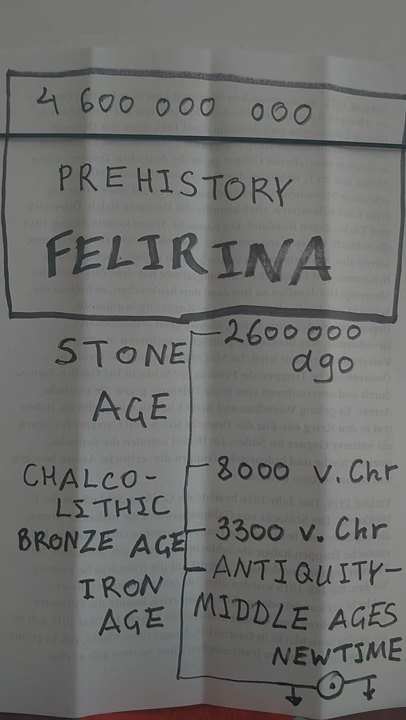 4 600 000 000
PREHISTORY
FELIRINA
STONE
AGE
2600000
ago
CHALCO-
LITHIC
8000 v. Chr
BRONZE AGE
3300 v. Chr
IRON
AGE
ANTIQUITY-
MIDDLE AGES
NEWTIME